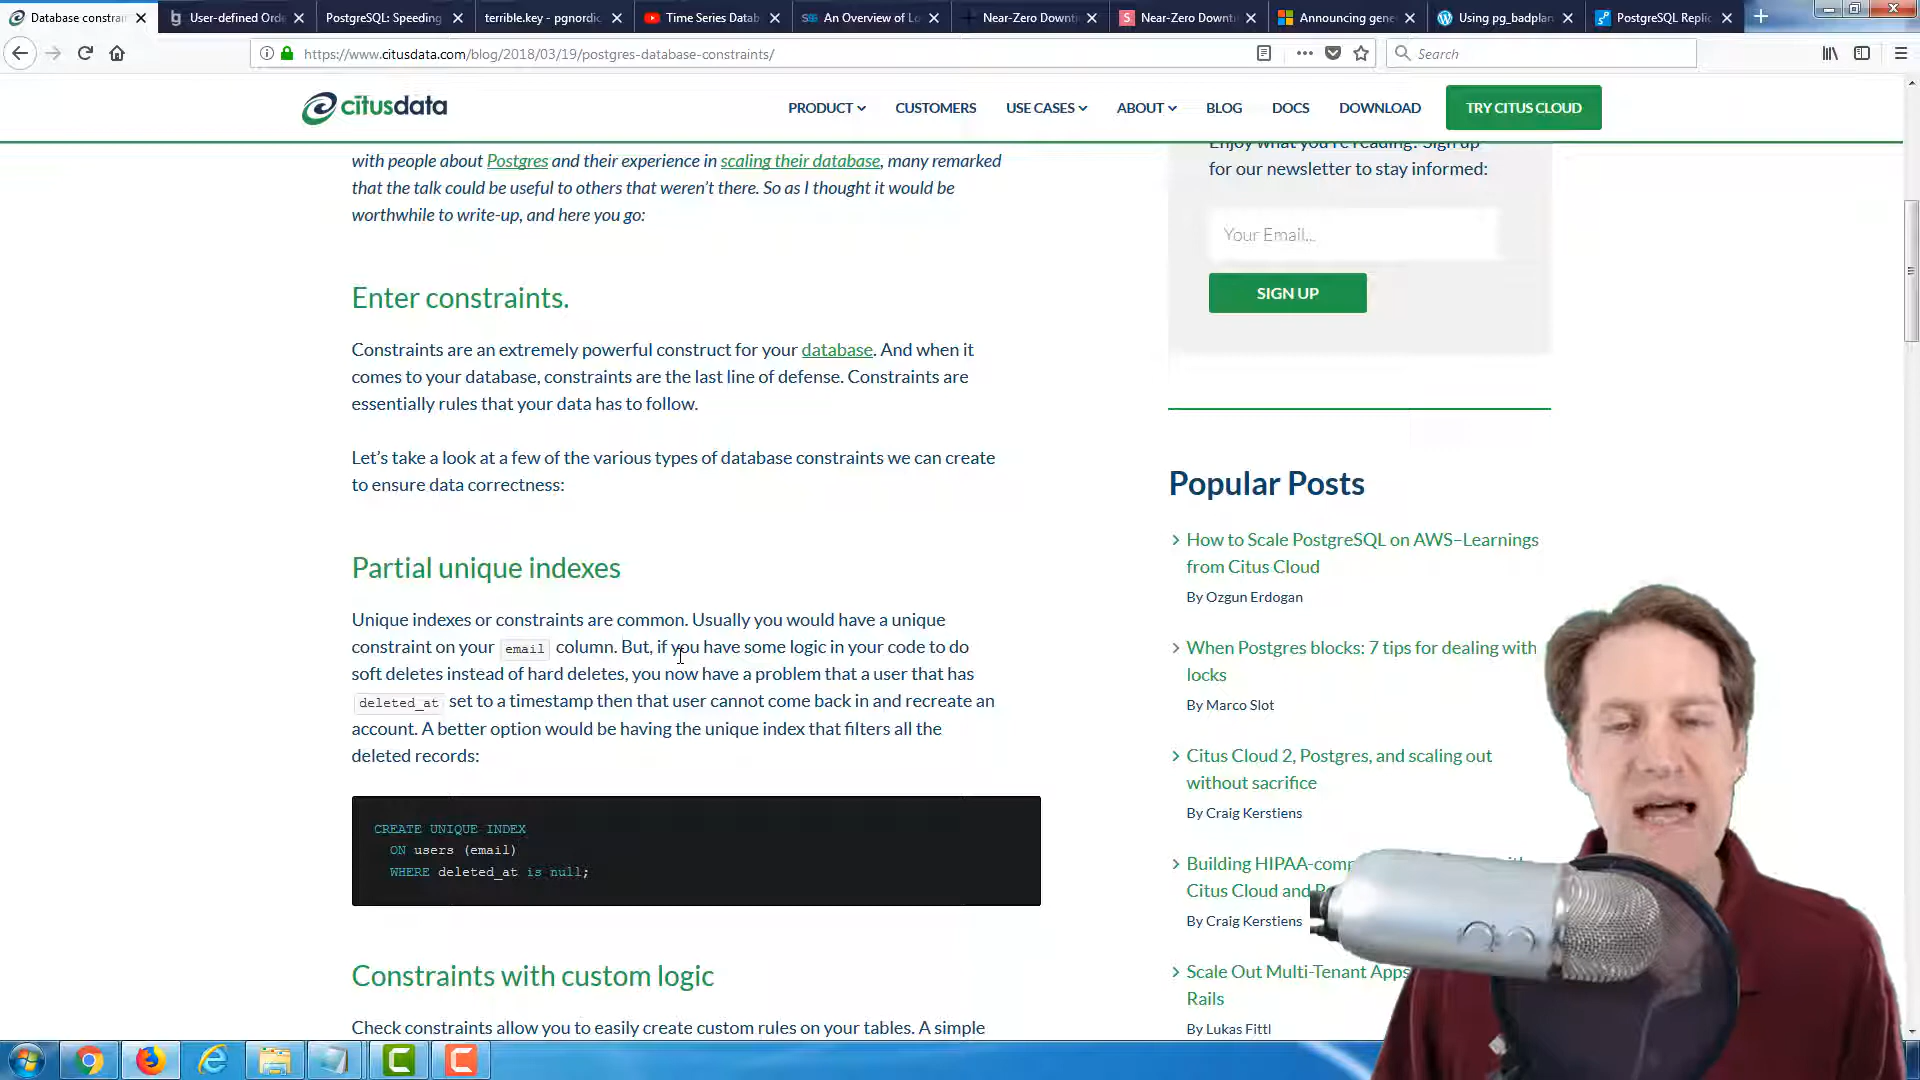 Database constrain
User-defined Orde
PostgreSQL: Speeding
terrible.key - pgnordic
Time Series Datab
An Overview of Lo
Near-Zero Downti
Near-Zero Downti
Announcing gene
Using pg_badplan
PostgreSQL Replic
https://www.citusdata.com/blog/2018/03/19/postgres-database-constraints/
Search
citusdata
PRODUCT
CUSTOMERS
USE CASES
ABOUT
BLOG
DOCS
DOWNLOAD
TRY CITUS CLOUD
with people about Postgres and their experience in scaling their database, many remarked
that the talk could be useful to others that weren't there. So as I thought it would be
worthwhile to write-up, and here you go:
Enter constraints.
Constraints are an extremely powerful construct for your database. And when it
comes to your database, constraints are the last line of defense. Constraints are
essentially rules that your data has to follow.
Let's take a look at a few of the various types of database constraints we can create
to ensure data correctness:
Partial unique indexes
Unique indexes or constraints are common. Usually you would have a unique
constraint on your email column. But, if you have some logic in your code to do
soft deletes instead of hard deletes, you now have a problem that a user that has
deleted_at set to a timestamp then that user cannot come back in and recreate an
account. A better option would be having the unique index that filters all the
deleted records:
CREATE UNIQUE INDEX
ON users (email)
WHERE deleted_at is null;
Constraints with custom logic
Check constraints allow you to easily create custom rules on your tables. A simple
Enjoy what you're reading? Sign up
for our newsletter to stay informed:
Your Email...
SIGN UP
Popular Posts
How to Scale PostgreSQL on AWS–Learnings
from Citus Cloud
By Ozgun Erdogan
When Postgres blocks: 7 tips for dealing with
locks
By Marco Slot
Citus Cloud 2, Postgres, and scaling out
without sacrifice
By Craig Kerstiens
Building HIPAA-comp
Citus Cloud and
By Craig Kerstiens
Scale Out Multi-Tenant Apps
Rails
By Lukas Fittl